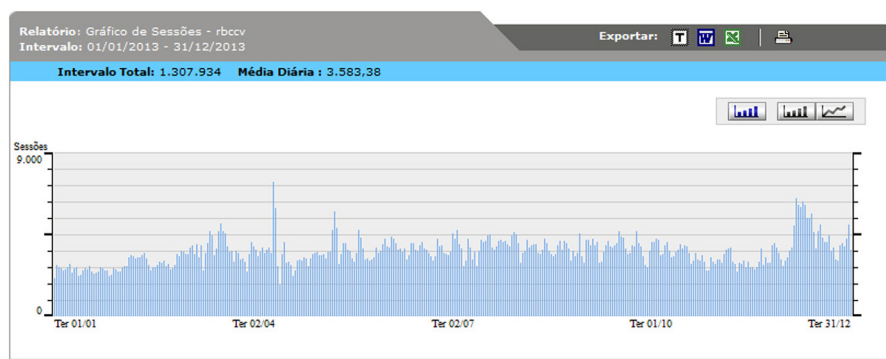 Relatório: Gráfico de Sessões - rbccv
Intervalo: 01/01/2013 - 31/12/2013
Exportar:
T W
Intervalo Total: 1.307.934 Média Diária : 3.583,38
Sessões
9.000
0
Ter 01/01 Ter 02/04 Ter 02/07 Ter 01/10 Ter 31/12